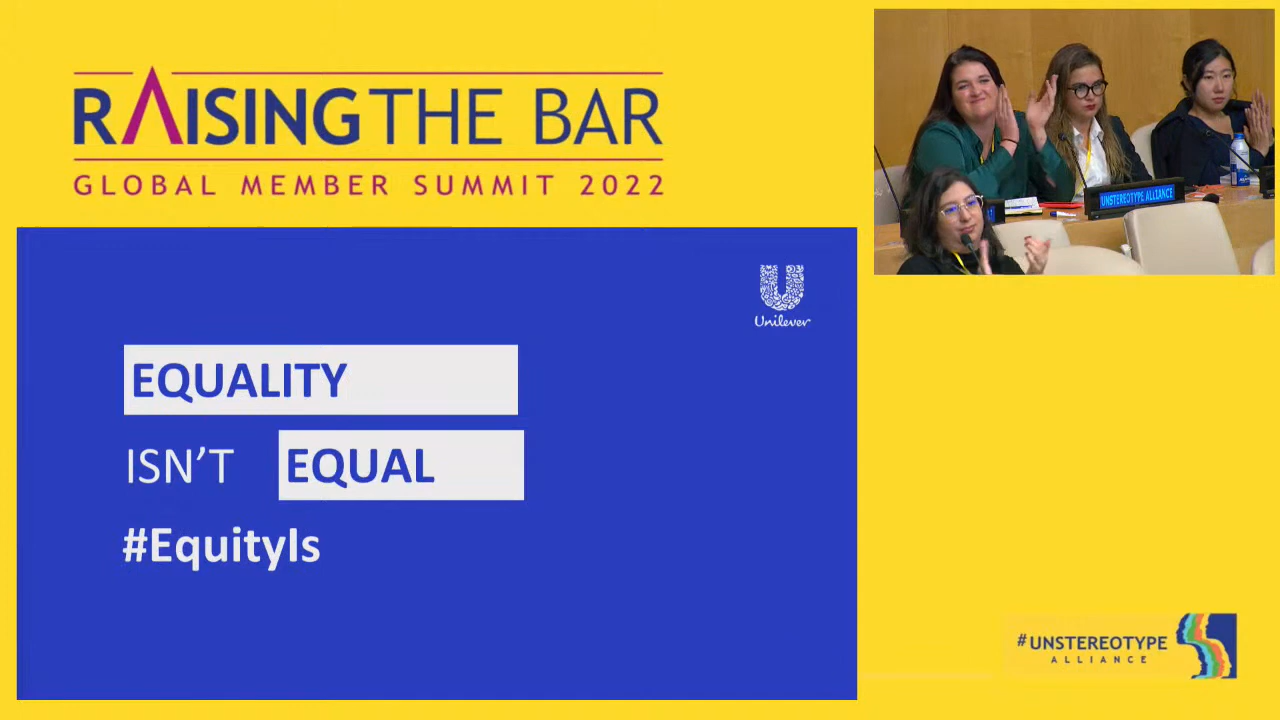 RAISING THE BAR
GLOBAL MEMBER SUMMIT 2022
UNSTEREOTYPE ALLIANCE
Unilever
EQUALITY
ISN'T EQUAL
#EquityIs
#UNSTEREOTYPE
ALLIANCE